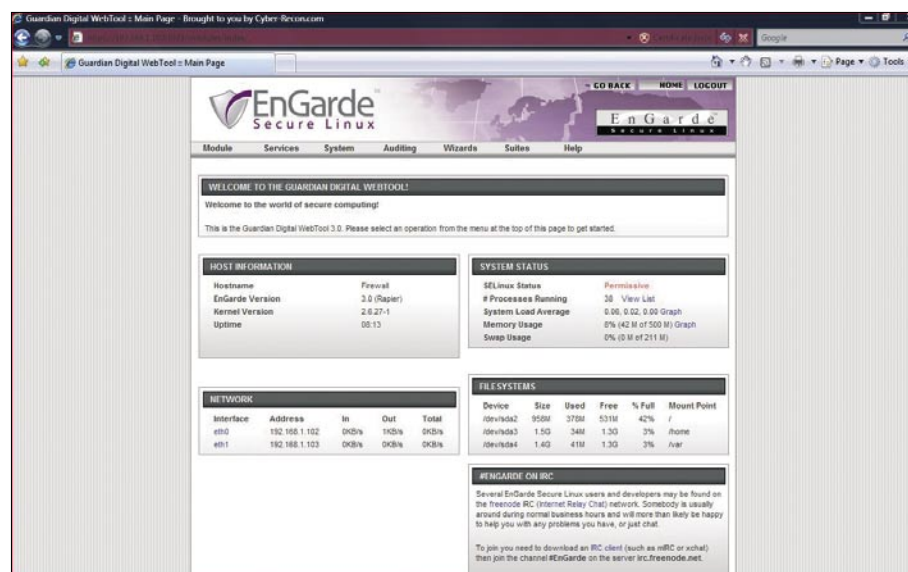 Guardian Digital WebTool :: Main Page - Brought to you by Cyber-Recon.com
Google
Guardian Digital WebTool :: Main Page
Page
Tools
EnGarde
Secure Linux
GO BACK HOME LOGOUT
EnGarde
Secure Linux
Module Services System Auditing Wizards Suites Help
WELCOME TO THE GUARDIAN DIGITAL WEBTOOL!
Welcome to the world of secure computing!
This is the Guardian Digital WebTool 3.0. Please select an operation from the menu at the top of this page to get started.
HOST INFORMATION
Hostname Firewall
EnGarde Version 3.0 (Rapier)
Kernel Version 2.6.27-1
Uptime 08:13
SYSTEM STATUS
SELinux Status Permissive
# Processes Running 38 View List
System Load Average 0.06, 0.02, 0.00 Graph
Memory Usage 8% (42 M of 500 M) Graph
Swap Usage 0% (0 M of 211 M)
NETWORK
Interface Address In Out Total
eth0 192.168.1.102 0KB/s 1KB/s 0KB/s
eth1 192.168.1.103 0KB/s 0KB/s 0KB/s
FILESYSTEMS
Device Size Used Free % Full Mount Point
/dev/sda2 958M 378M 531M 42% /
/dev/sda3 1.5G 34M 1.3G 3% /home
/dev/sda4 1.4G 41M 1.3G 3% /var
#ENGARDE ON IRC
Several EnGarde Secure Linux users and developers may be found on
the freenode IRC (Internet Relay Chat) network. Somebody is usually
around during normal business hours and will more than likely be happy
to help you with any problems you have, or just chat.
To join you need to download an IRC client (such as mIRC or xchat)
then join the channel #EnGarde on the server irc.freenode.net.